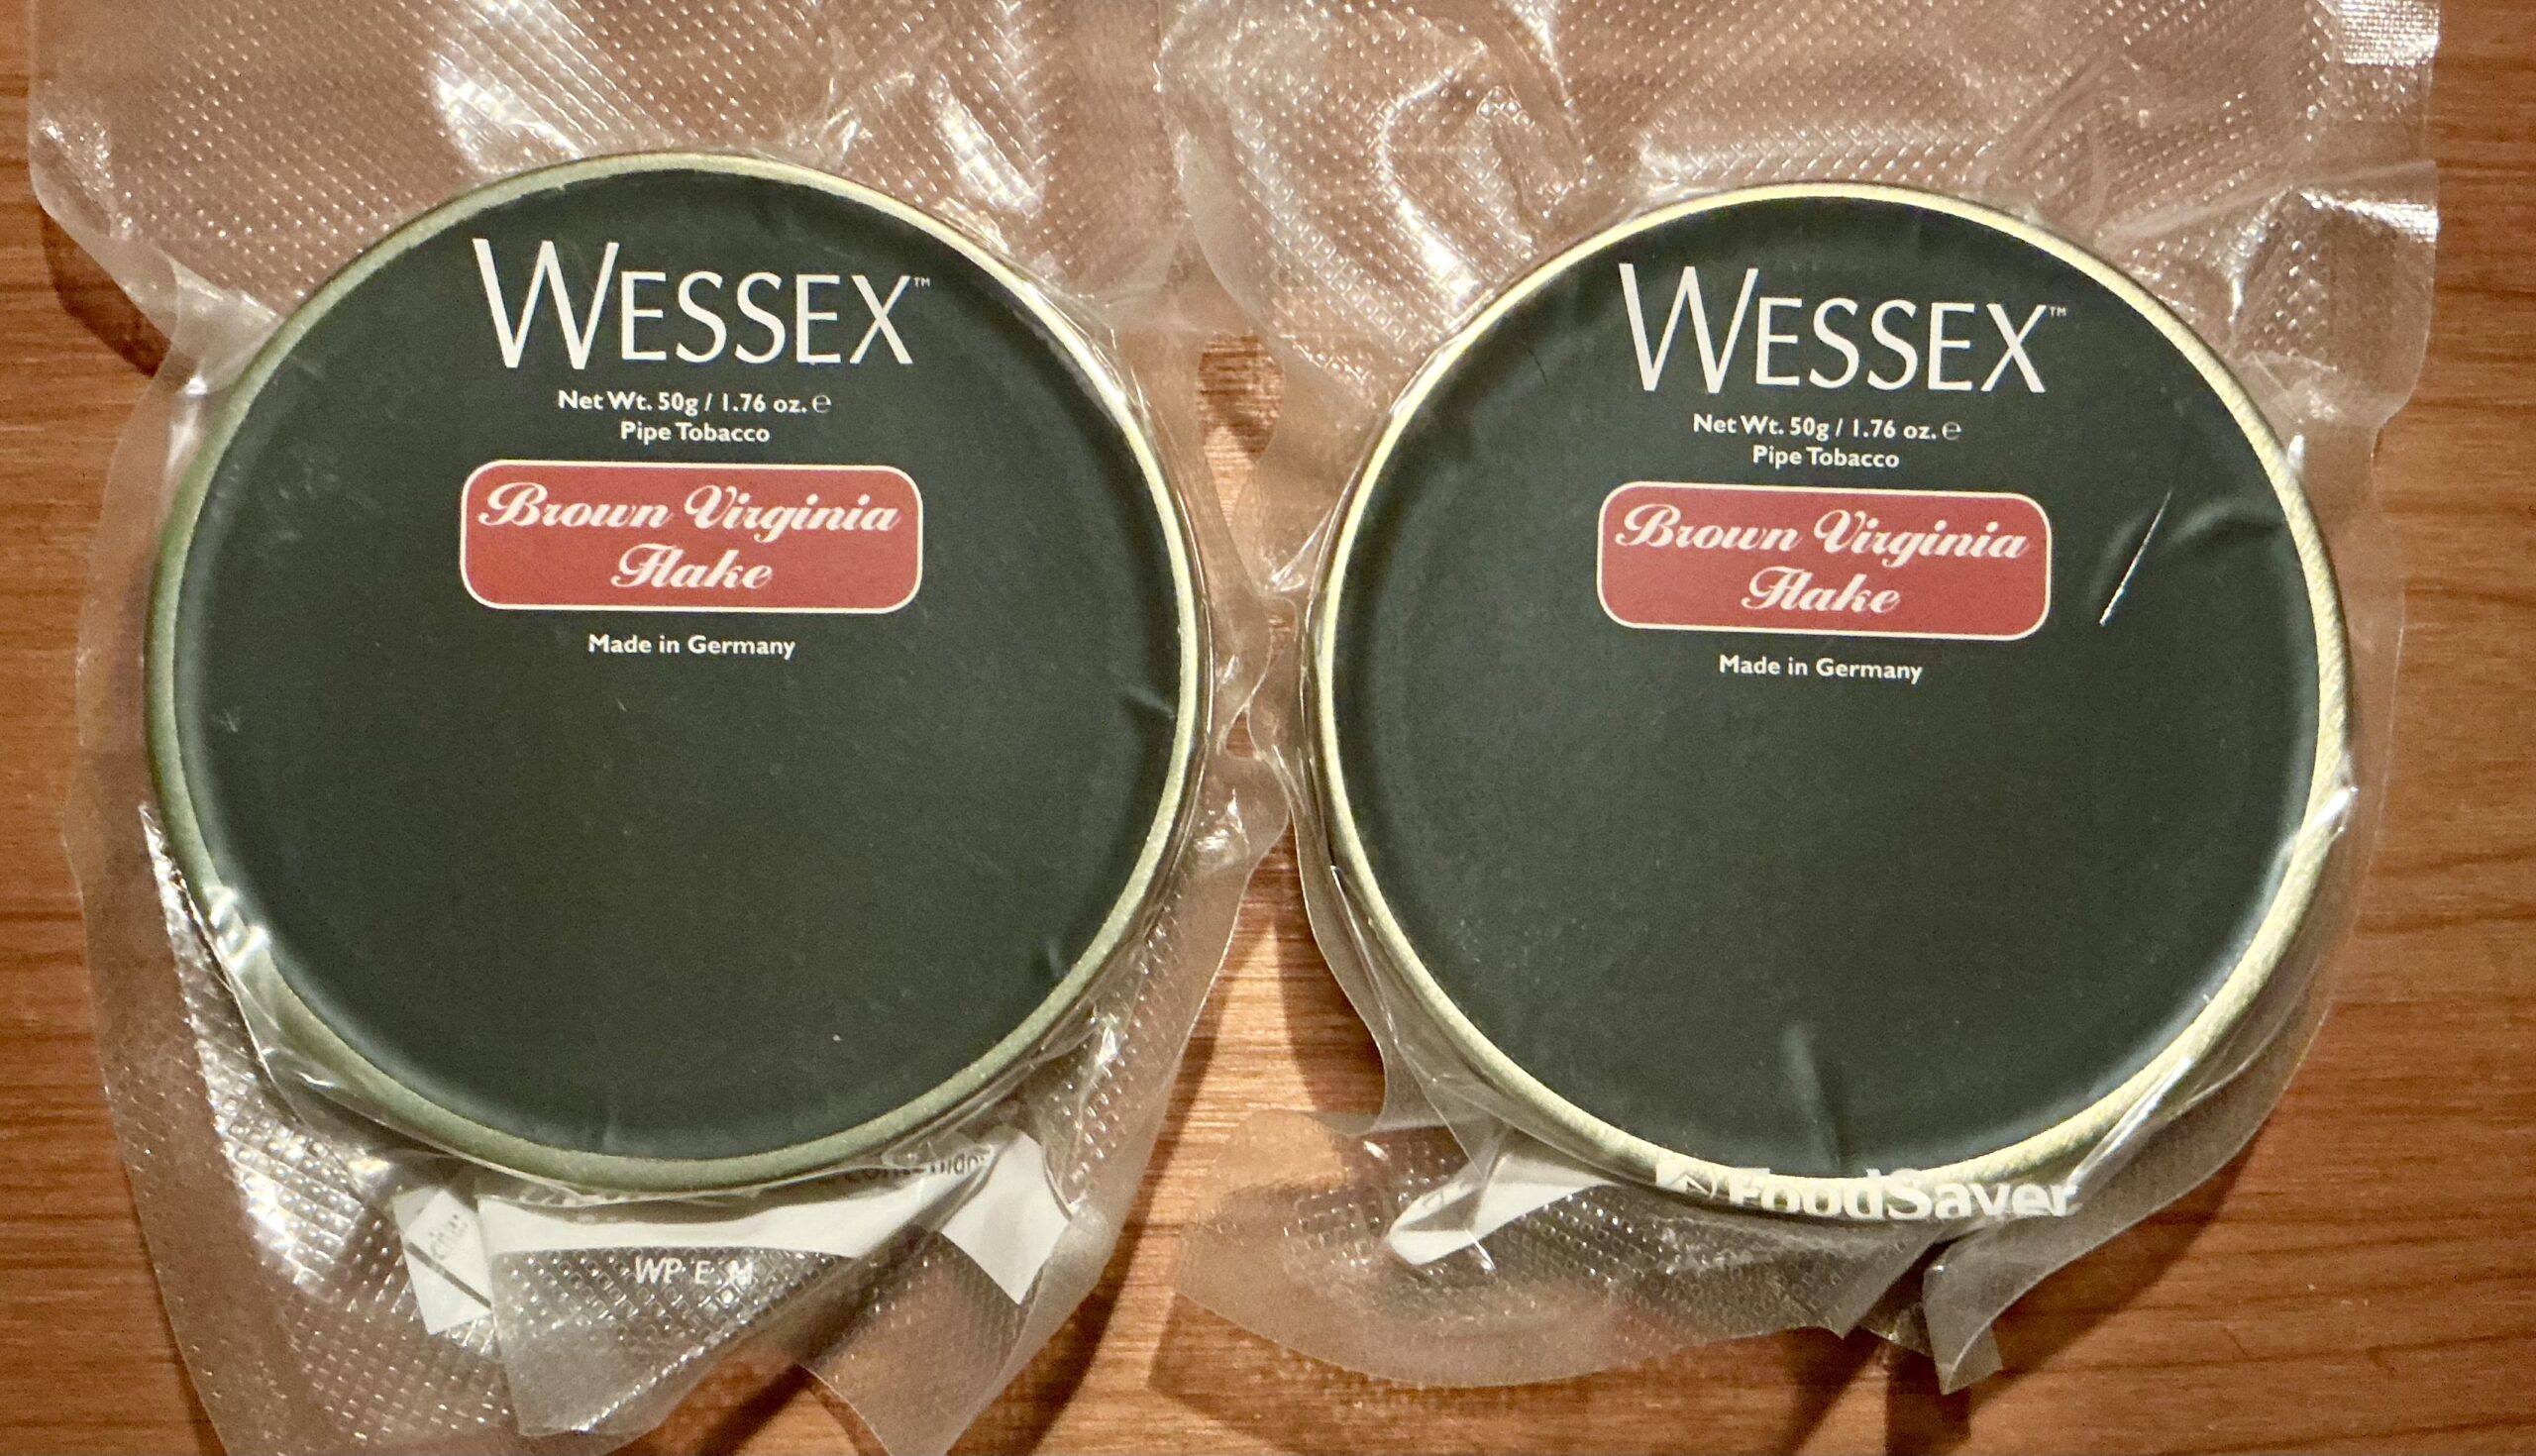 WESSEX™
Net Wt. 50g / 1.76 oz. ℮
Pipe Tobacco
Brown Virginia
Flake
Made in Germany
WP E M
WESSEX™
Net Wt. 50g / 1.76 oz. ℮
Pipe Tobacco
Brown Virginia
Flake
Made in Germany
FoodSaver